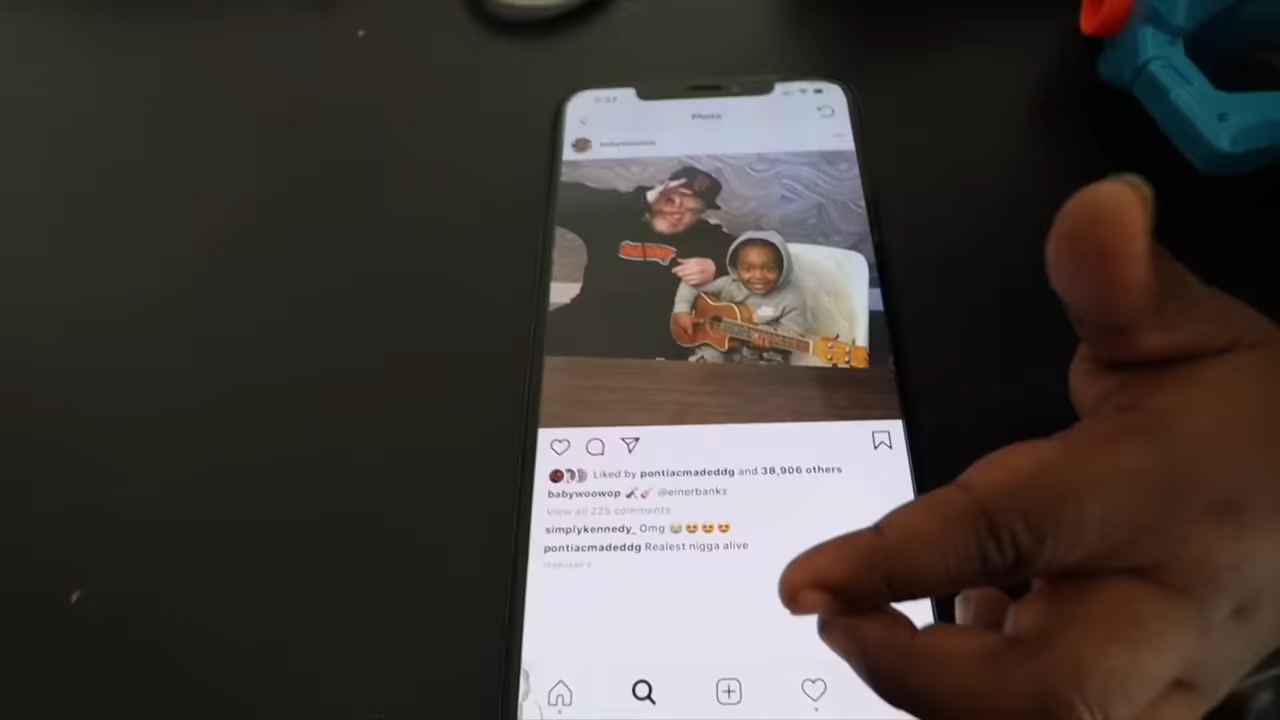 Photo
babywoowop
Liked by pontiacmadeddg and 38,906 others
babywoowop @einerbankz
View all 225 comments
simplykennedy_ Omg
pontiacmadeddg Realest nigga alive